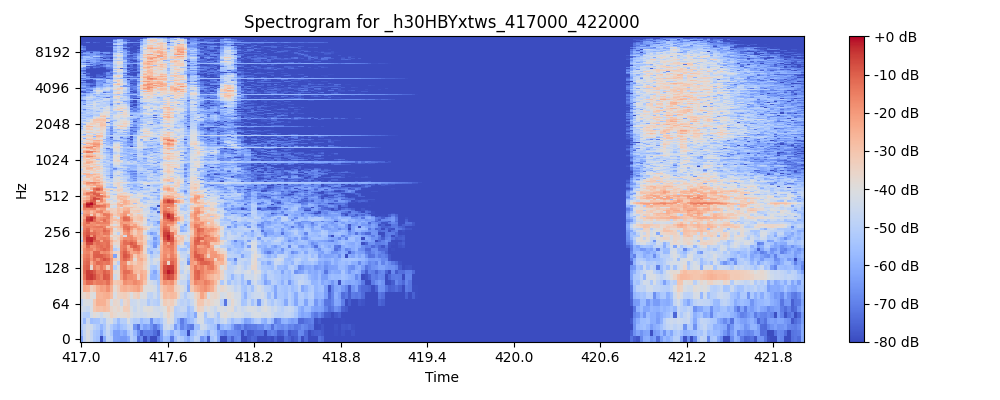 Spectrogram for _h30HBYxtws_417000_422000
8192
4096
2048
1024
512
256
128
64
0
Hz
417.0 417.6 418.2 418.8 419.4 420.0 420.6 421.2 421.8
Time
+0 dB
-10 dB
-20 dB
-30 dB
-40 dB
-50 dB
-60 dB
-70 dB
-80 dB